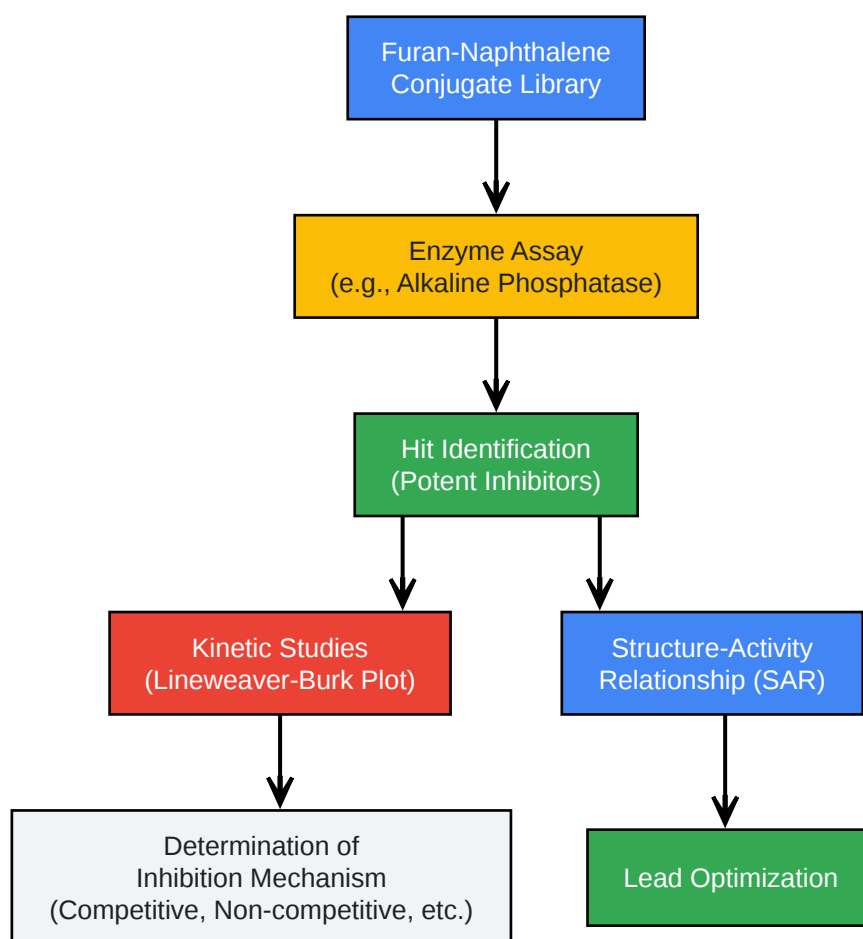 Furan-Naphthalene
Conjugate Library
Enzyme Assay
(e.g., Alkaline Phosphatase)
Hit Identification
(Potent Inhibitors)
Kinetic Studies
(Lineweaver-Burk Plot)
Structure-Activity
Relationship (SAR)
Determination of
Inhibition Mechanism
(Competitive, Non-competitive, etc.)
Lead Optimization